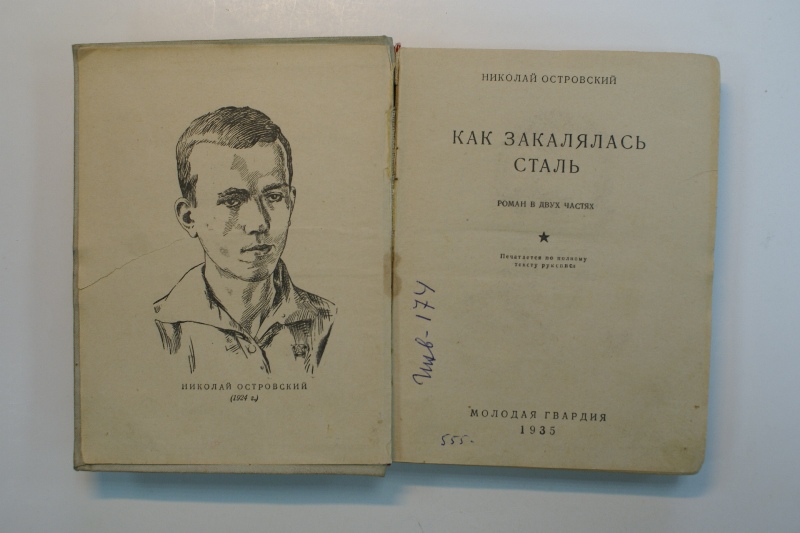 НИКОЛАЙ ОСТРОВСКИЙ
(1924 г.)
НИКОЛАЙ ОСТРОВСКИЙ
КАК ЗАКАЛЯЛАСЬ
СТАЛЬ
РОМАН В ДВУХ ЧАСТЯХ
Печатается по полному
тексту рукописи
МОЛОДАЯ ГВАРДИЯ
1935
555.-